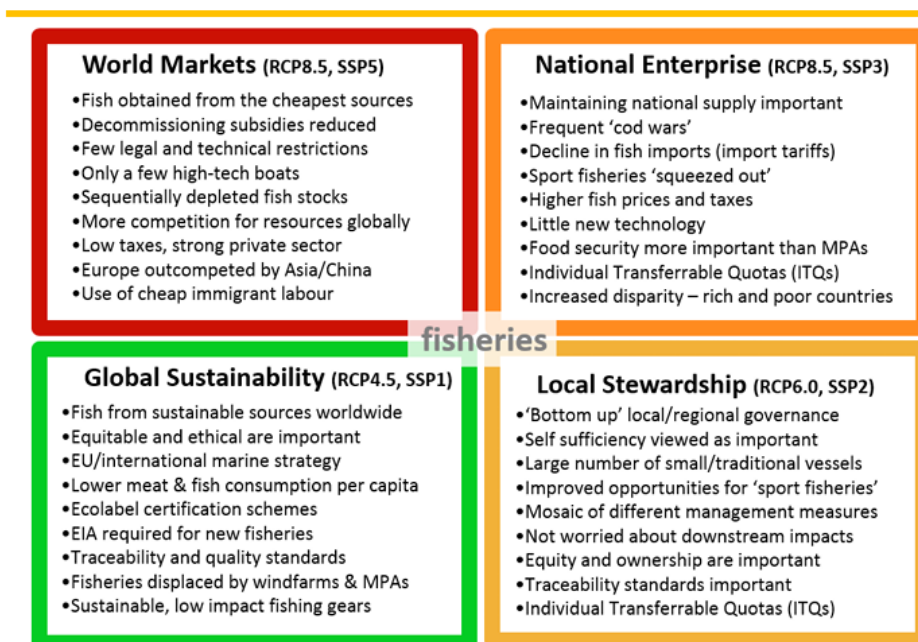 World Markets (RCP8.5, SSP5)
•Fish obtained from the cheapest sources
•Decommissioning subsidies reduced
•Few legal and technical restrictions
•Only a few high-tech boats
•Sequentially depleted fish stocks
•More competition for resources globally
•Low taxes, strong private sector
•Europe outcompeted by Asia/China
•Use of cheap immigrant labour
National Enterprise (RCP8.5, SSP3)
•Maintaining national supply important
•Frequent ‘cod wars’
•Decline in fish imports (import tariffs)
•Sport fisheries ‘squeezed out’
•Higher fish prices and taxes
•Little new technology
•Food security more important than MPAs
•Individual Transferrable Quotas (ITQs)
•Increased disparity – rich and poor countries
fisheries
Global Sustainability (RCP4.5, SSP1)
•Fish from sustainable sources worldwide
•Equitable and ethical are important
•EU/international marine strategy
•Lower meat & fish consumption per capita
•Ecolabel certification schemes
•EIA required for new fisheries
•Traceability and quality standards
•Fisheries displaced by windfarms & MPAs
•Sustainable, low impact fishing gears
Local Stewardship (RCP6.0, SSP2)
•‘Bottom up’ local/regional governance
•Self sufficiency viewed as important
•Large number of small/traditional vessels
•Improved opportunities for ‘sport fisheries’
•Mosaic of different management measures
•Not worried about downstream impacts
•Equity and ownership are important
•Traceability standards important
•Individual Transferrable Quotas (ITQs)